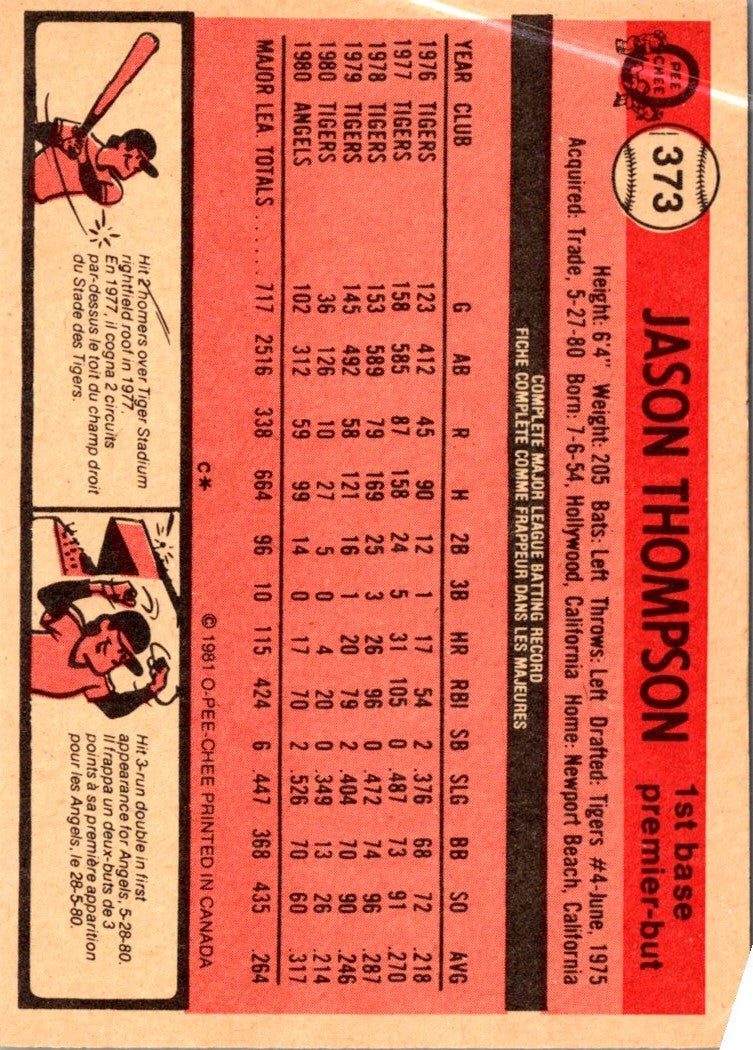 O PEE CHEE
373
JASON THOMPSON
1st base
premier-but
Height: 6'4" Weight: 205 Bats: Left Throws: Left Drafted: Tigers #4-June, 1975
Acquired: Trade, 5-27-80 Born: 7-6-54, Hollywood, California Home: Newport Beach, California
COMPLETE MAJOR LEAGUE BATTING RECORD
FICHE COMPLÈTE COMME FRAPPEUR DANS LES MAJEURES
YEAR CLUB G AB R H 2B 3B HR RBI SB SLG BB SO AVG
1976 TIGERS 123 412 45 90 12 1 17 54 2 .376 68 72 .218
1977 TIGERS 158 585 87 158 24 5 31 105 0 .487 73 91 .270
1978 TIGERS 153 589 79 169 25 3 26 96 0 .472 74 96 .287
1979 TIGERS 145 492 58 121 16 1 20 79 2 .404 70 90 .246
1980 TIGERS 36 126 10 27 5 0 4 20 0 .349 13 26 .214
1980 ANGELS 102 312 59 99 14 0 17 70 2 .526 70 60 .317
MAJOR LEA TOTALS ...... 717 2516 338 664 96 10 115 424 6 .447 368 435 .264
C* © 1981 O-PEE-CHEE PRINTED IN CANADA
Hit 2 homers over Tiger Stadium
rightfield roof in 1977.
En 1977, il cogna 2 circuits
par-dessus le toit du champ droit
du Stade des Tigers.
Hit 3-run double in first
appearance for Angels, 5-28-80.
Il frappa un deux-buts de 3
points à sa première apparition
pour les Angels, le 28-5-80.